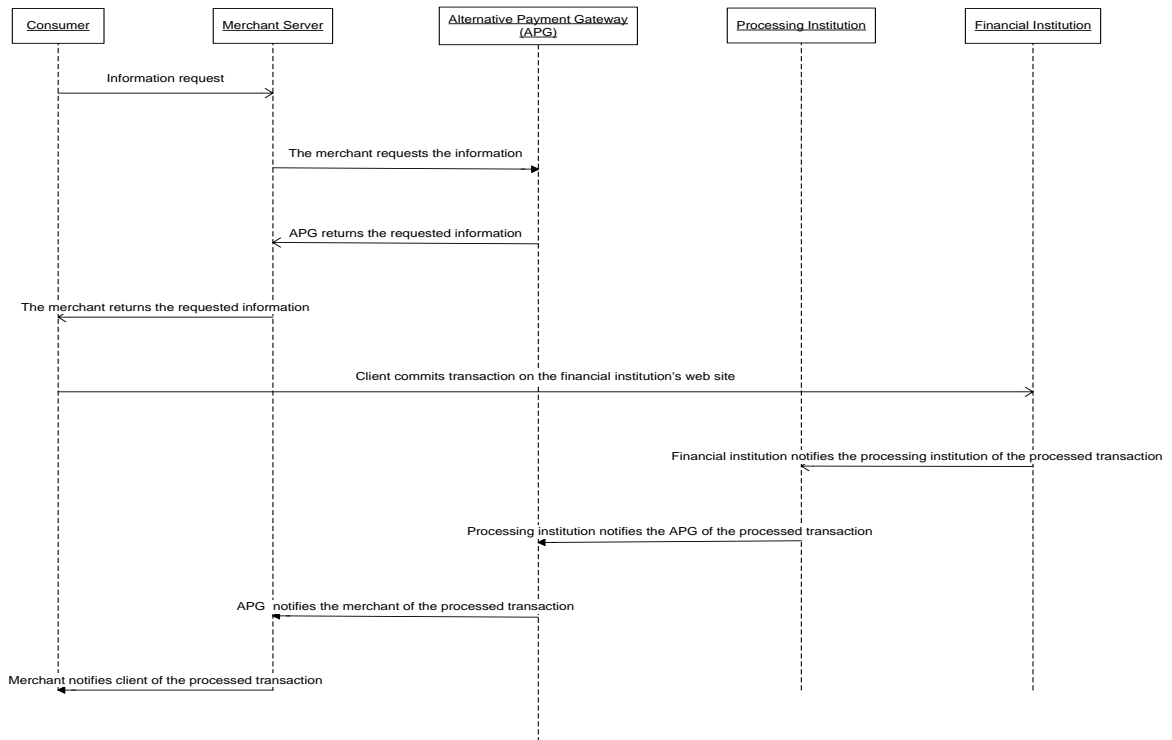 Consumer
Merchant Server
Alternative Payment Gateway
(APG)
Processing Institution
Financial Institution
Information request
The merchant requests the information
APG returns the requested information
The merchant returns the requested information
Client commits transaction on the financial institution's web site
Financial institution notifies the processing institution of the processed transaction
Processing institution notifies the APG of the processed transaction
APG  notifies the merchant of the processed transaction
Merchant notifies client of the processed transaction